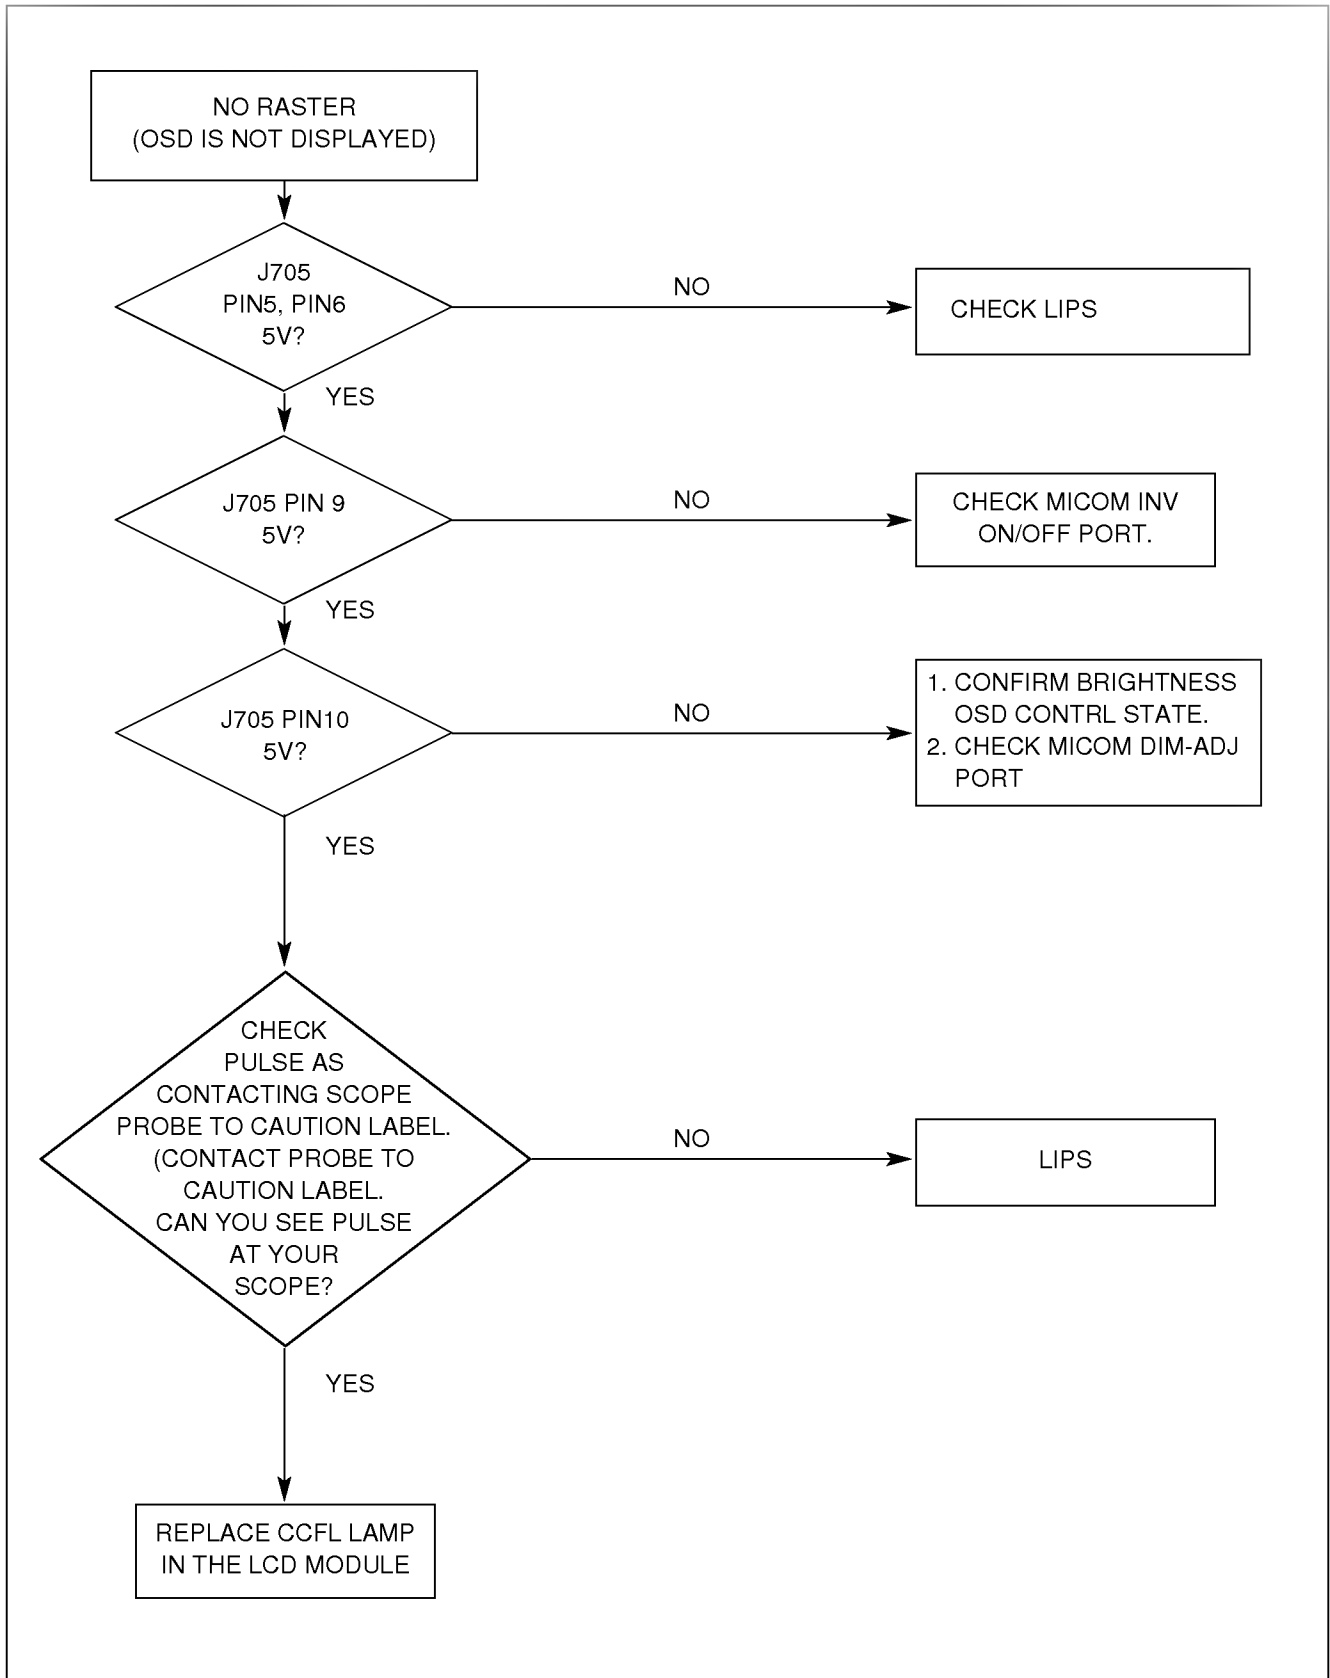 NO RASTER
(OSD IS NOT DISPLAYED)
J705
PIN5, PIN6
5V?
NO
CHECK LIPS
YES
J705 PIN 9
5V?
NO
CHECK MICOM INV
ON/OFF PORT.
YES
J705 PIN10
5V?
NO
1. CONFIRM BRIGHTNESS
OSD CONTRL STATE.
2. CHECK MICOM DIM-ADJ
PORT
YES
CHECK
PULSE AS
CONTACTING SCOPE
PROBE TO CAUTION LABEL.
(CONTACT PROBE TO
CAUTION LABEL.
CAN YOU SEE PULSE
AT YOUR
SCOPE?
NO
LIPS
YES
REPLACE CCFL LAMP
IN THE LCD MODULE